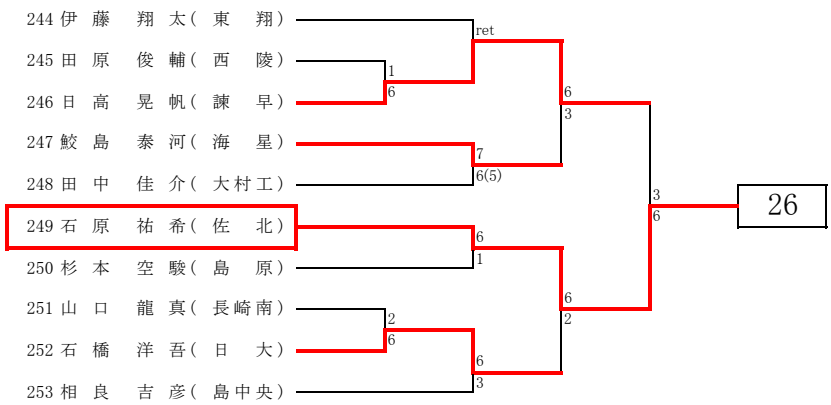 244 伊 藤 翔 太( 東 翔)
ret
245 田 原 俊 輔( 西 陵)
1
6
246 日 高 晃 帆( 諫 早)
6
3
247 鮫 島 泰 河( 海 星)
7
6(5)
248 田 中 佳 介( 大村工)
3
6
26
249 石 原 祐 希( 佐 北)
6
1
250 杉 本 空 駿( 島 原)
6
2
251 山 口 龍 真( 長崎南)
2
6
252 石 橋 洋 吾( 日 大)
6
3
253 相 良 吉 彦( 島中央)